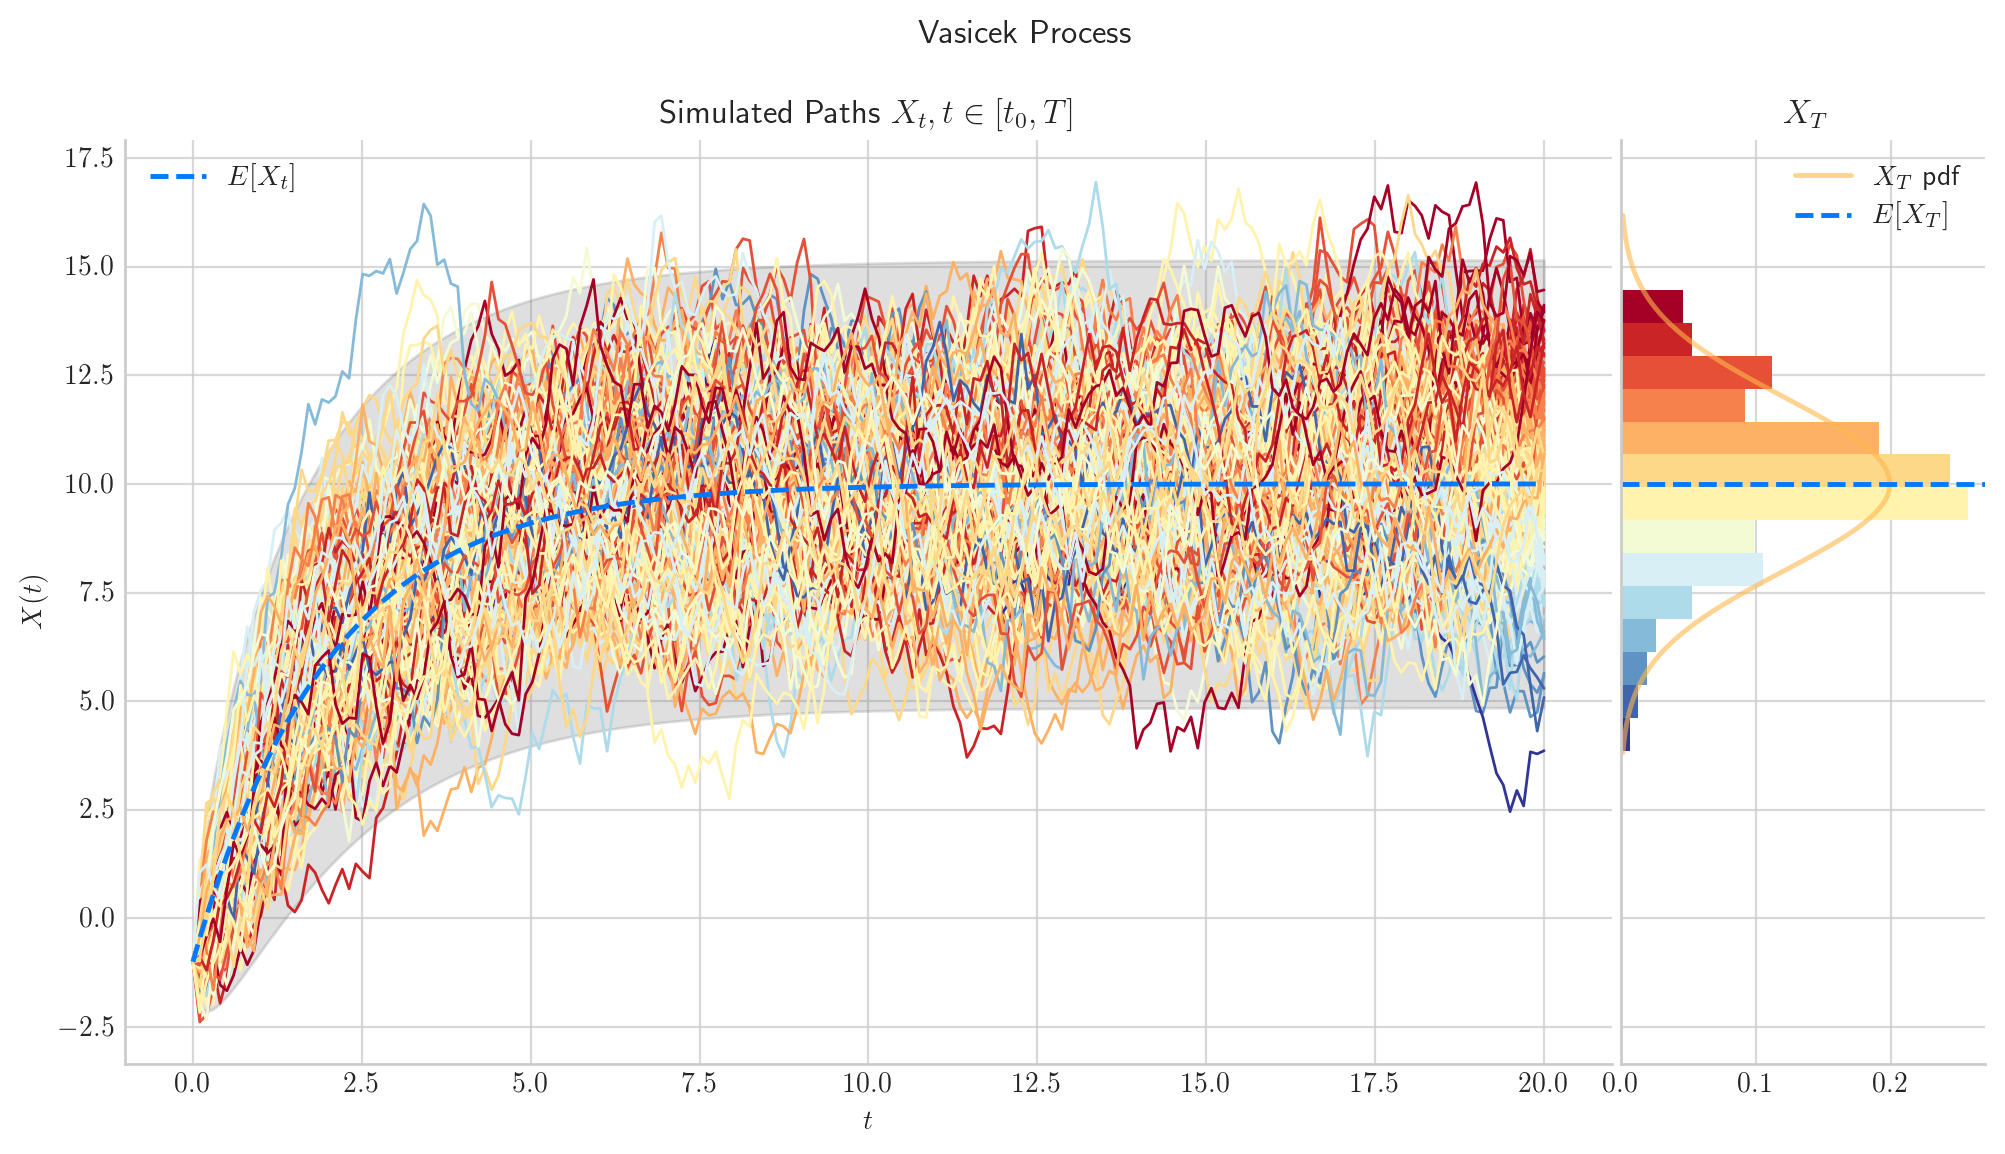 Vasicek Process
Simulated Paths $X_t, t \in [t_0, T]$
$X_T$
$E[X_t]$
$X_T$ pdf
$E[X_T]$
17.5
15.0
12.5
10.0
7.5
5.0
2.5
0.0
−2.5
$X(t)$
0.0 2.5 5.0 7.5 10.0 12.5 15.0 17.5 20.0
0.0 0.1 0.2
$t$